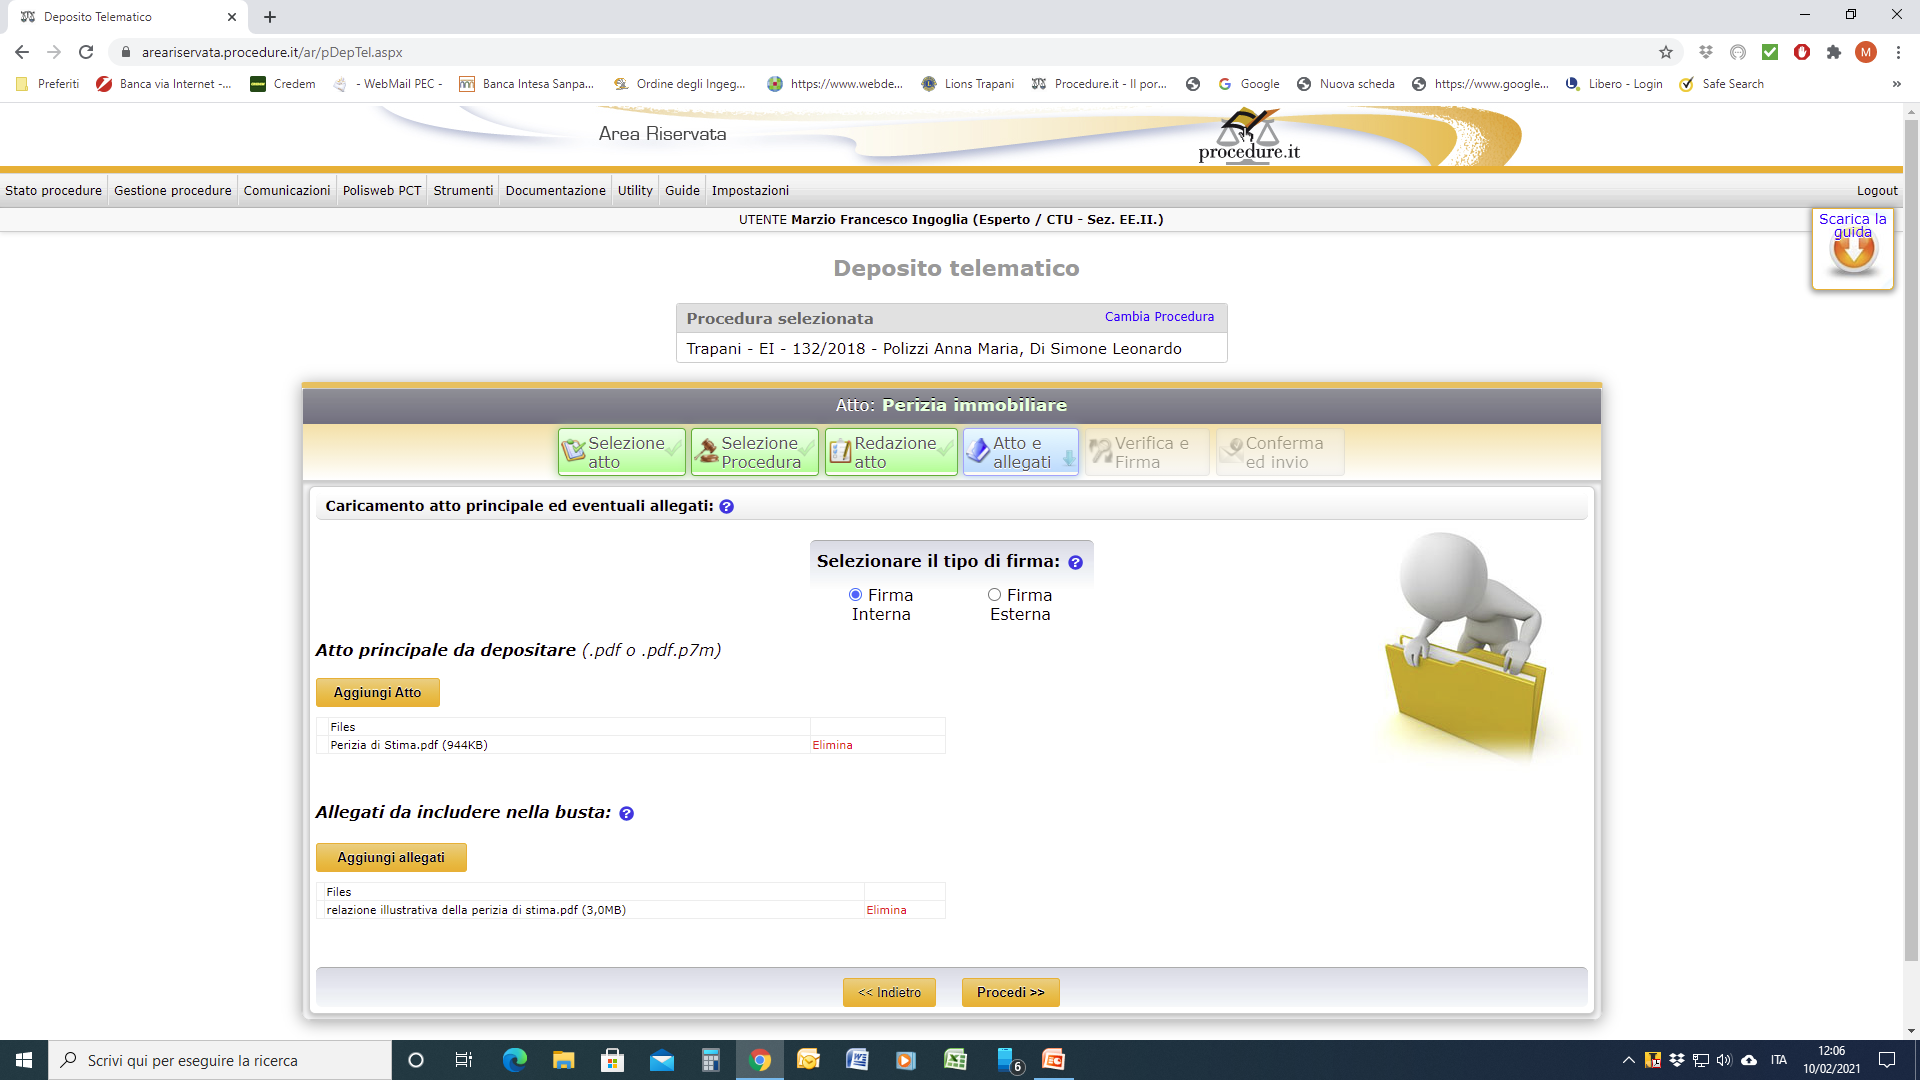 Deposito Telematico
areariservata.procedure.it/ar/pDepTel.aspx
M
Preferiti
Banca via Internet -...
Credem
- WebMail PEC -
Banca Intesa Sanpa...
Ordine degli Ingeg...
https://www.webde...
Lions Trapani
Procedure.it - Il por...
Google
Nuova scheda
https://www.google...
Libero - Login
Safe Search
»
Area Riservata
procedure.it
Stato procedure
Gestione procedure
Comunicazioni
Polisweb PCT
Strumenti
Documentazione
Utility
Guide
Impostazioni
Logout
UTENTE Marzio Francesco Ingoglia (Esperto / CTU - Sez. EE.II.)
Scarica la
guida
Deposito telematico
Procedura selezionata
Cambia Procedura
Trapani - EI - 132/2018 - Polizzi Anna Maria, Di Simone Leonardo
Atto: Perizia immobiliare
Selezione
atto
Selezione
Procedura
Redazione
atto
Atto e
allegati
Verifica e
Firma
Conferma
ed invio
Caricamento atto principale ed eventuali allegati: ?
Selezionare il tipo di firma: ?
Firma
Interna
Firma
Esterna
Atto principale da depositare (.pdf o .pdf.p7m)
Aggiungi Atto
Files
Perizia di Stima.pdf (944KB)
Elimina
Allegati da includere nella busta: ?
Aggiungi allegati
Files
relazione illustrativa della perizia di stima.pdf (3,0MB)
Elimina
<< Indietro
Procedi >>
Scrivi qui per eseguire la ricerca
6
ITA
12:06
10/02/2021